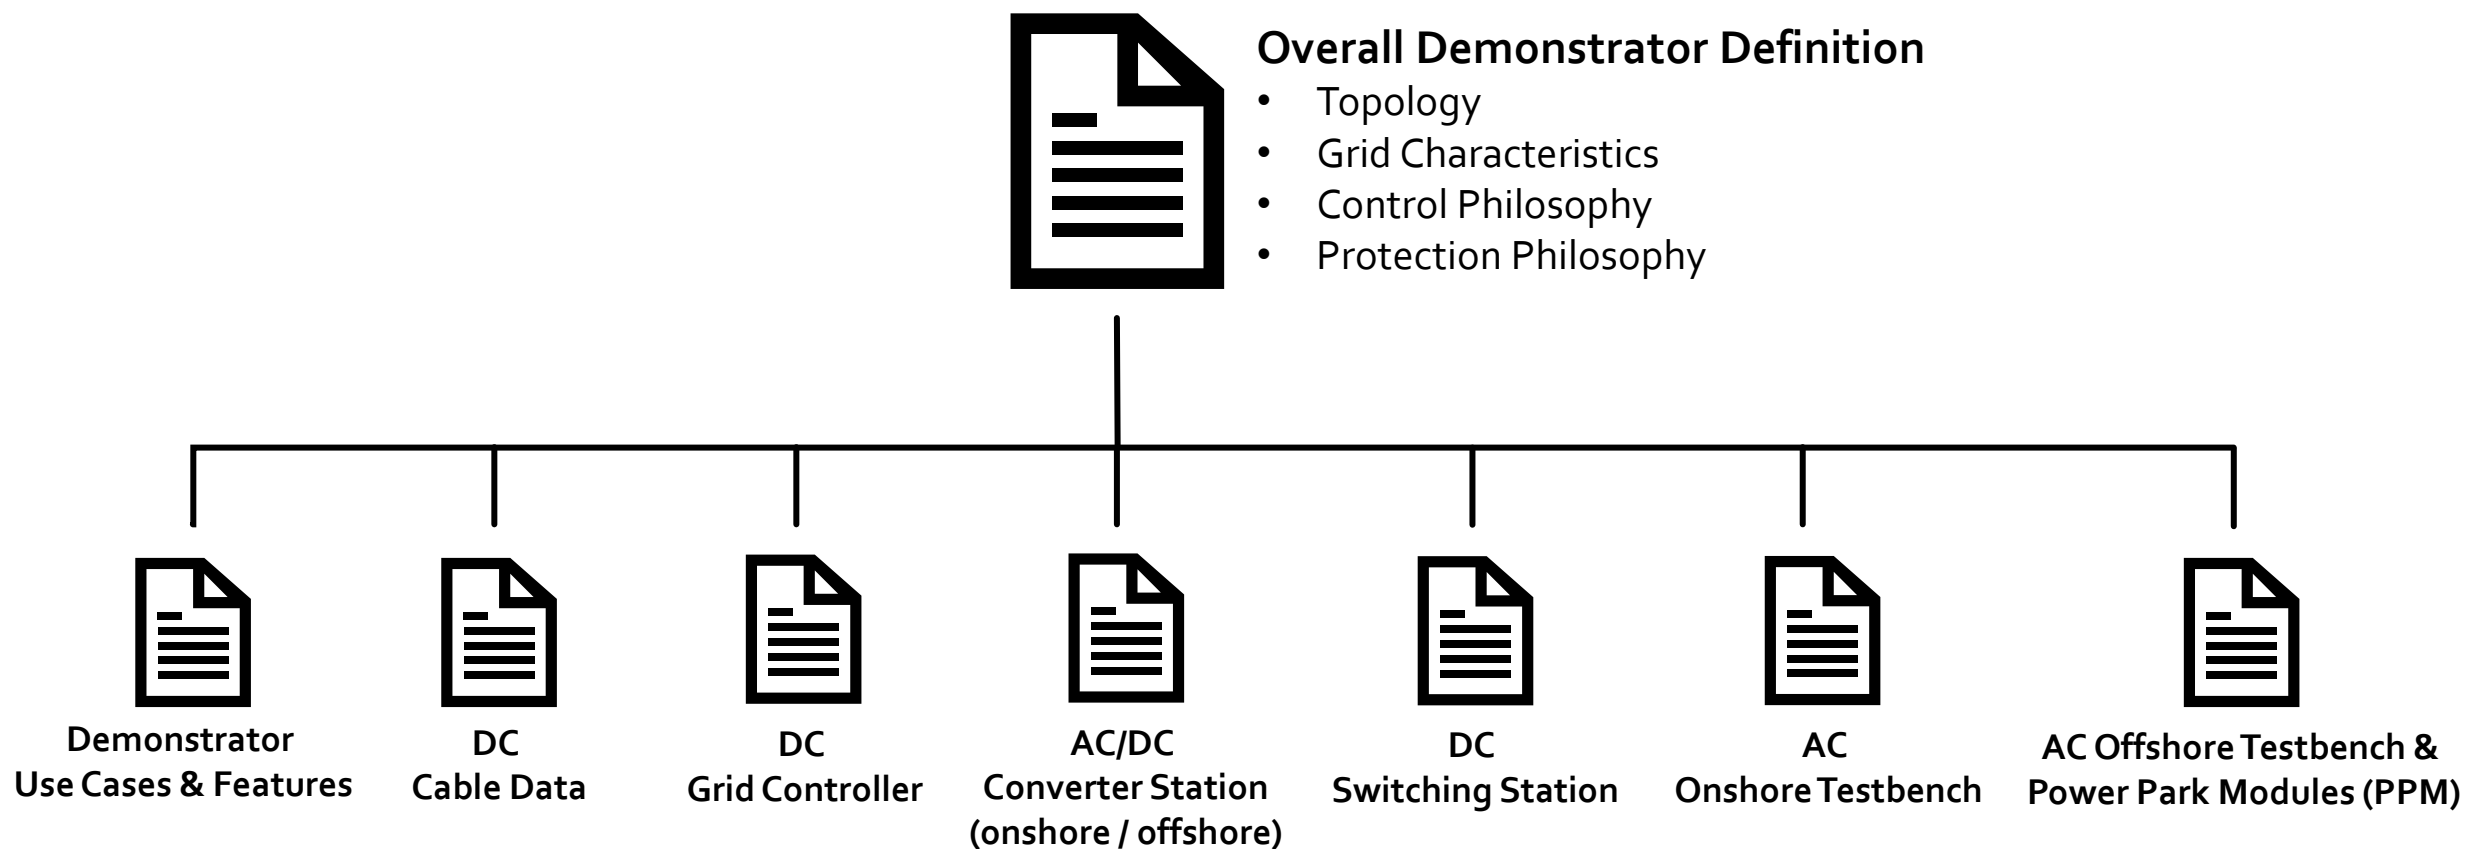 Overall Demonstrator Definition
• Topology
• Grid Characteristics
• Control Philosophy
• Protection Philosophy
Demonstrator
Use Cases & Features
DC
Cable Data
DC
Grid Controller
AC/DC
Converter Station
(onshore / offshore)
DC
Switching Station
AC
Onshore Testbench
AC Offshore Testbench &
Power Park Modules (PPM)